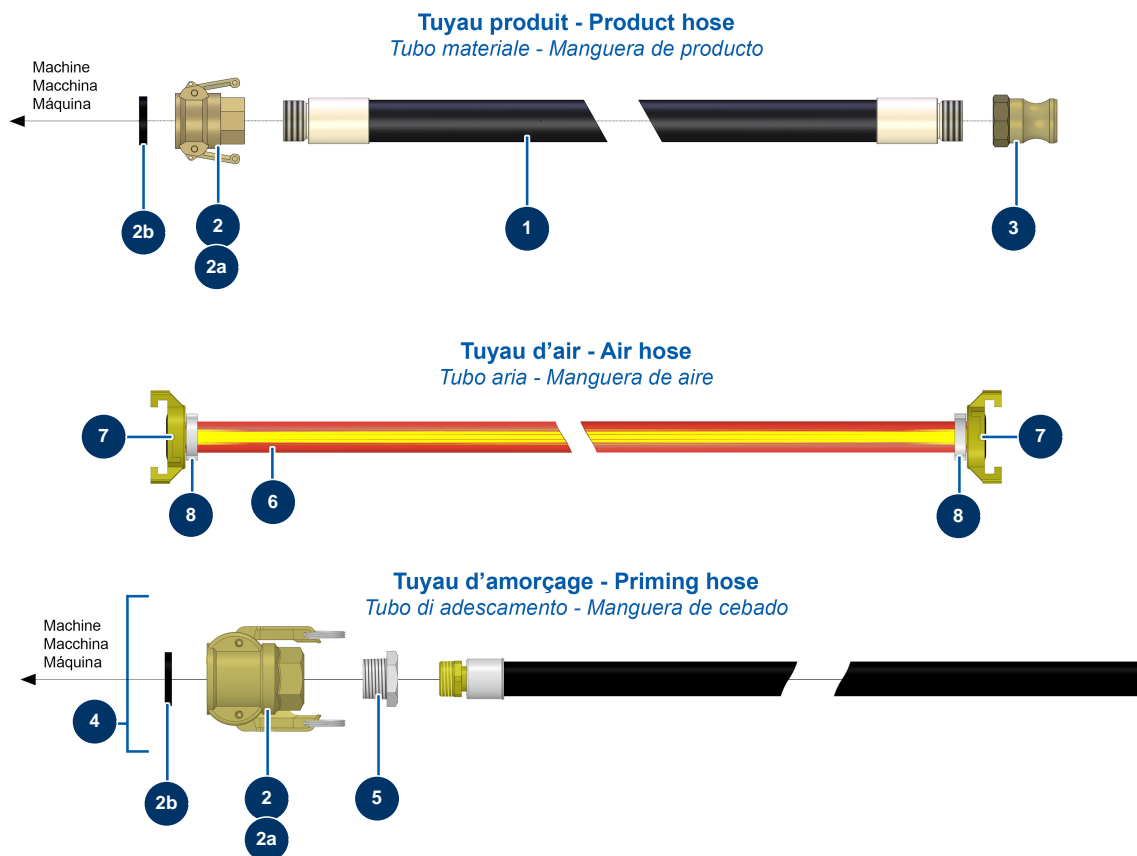 Tuyau produit - Product hose
Tubo materiale - Manguera de producto
Machine
Macchina
Máquina
2b
2
2a
1
3
Tuyau d'air - Air hose
Tubo aria - Manguera de aire
7
7
8
6
8
Tuyau d'amorçage - Priming hose
Tubo di adescamento - Manguera de cebado
Machine
Macchina
Máquina
4
2b
2
2a
5